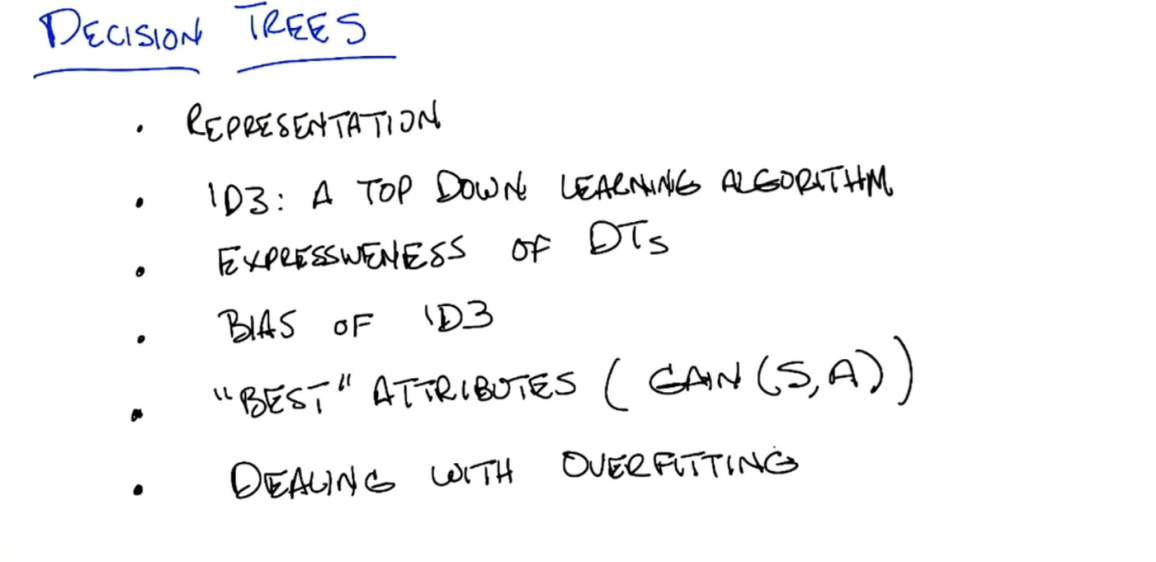 DECISION TREES
• REPRESENTATION
• ID3: A TOP DOWN LEARNING ALGORITHM
• EXPRESSIVENESS OF DTs
• BIAS OF ID3
• "BEST" ATTRIBUTES (GAIN(S,A))
• DEALING WITH OVERFITTING